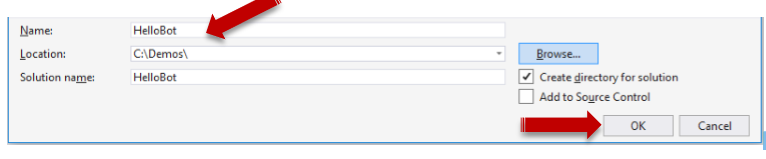 Name: HelloBot
Location: C:\Demos\ Browse...
Solution name: HelloBot Create directory for solution
Add to Source Control
OK Cancel